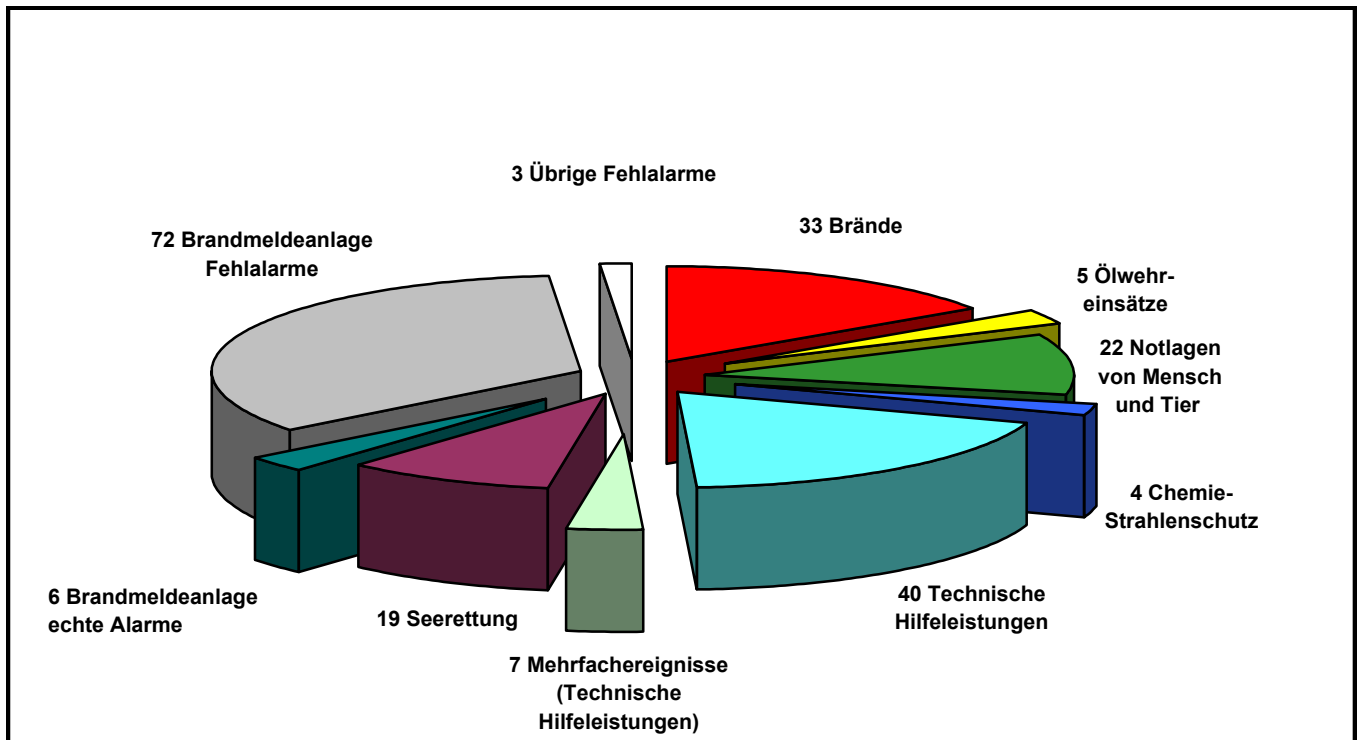 3 Übrige Fehlalarme
33 Brände
72 Brandmeldeanlage
Fehlalarme
5 Ölwehr-
einsätze
22 Notlagen
von Mensch
und Tier
4 Chemie-
Strahlenschutz
40 Technische
Hilfeleistungen
7 Mehrfachereignisse
(Technische
Hilfeleistungen)
19 Seerettung
6 Brandmeldeanlage
echte Alarme